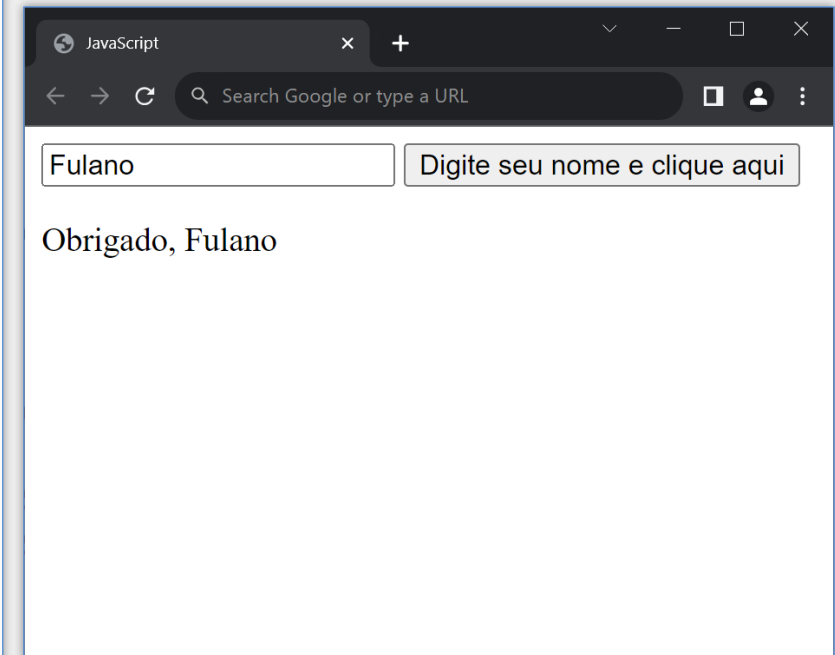 JavaScript
Search Google or type a URL
Fulano
Digite seu nome e clique aqui
Obrigado, Fulano